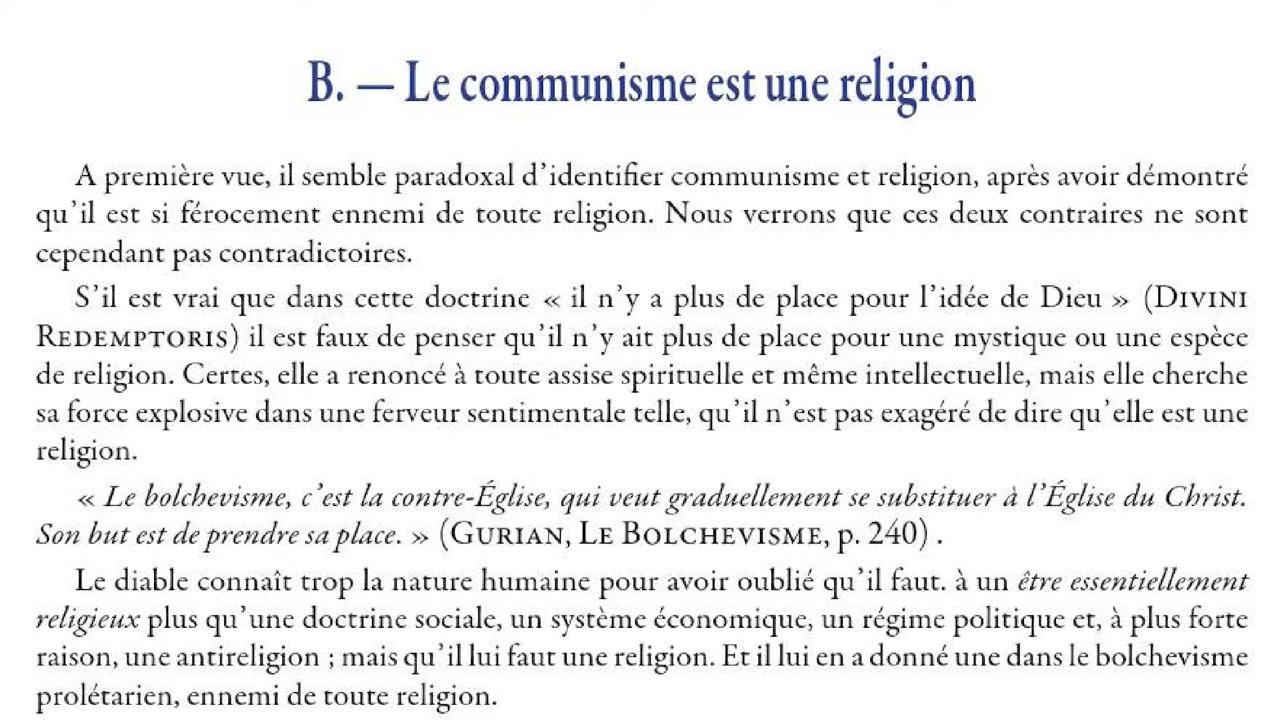 B. — Le communisme est une religion
A première vue, il semble paradoxal d'identifier communisme et religion, après avoir démontré
qu'il est si férocement ennemi de toute religion. Nous verrons que ces deux contraires ne sont
cependant pas contradictoires.
S'il est vrai que dans cette doctrine « il n'y a plus de place pour l'idée de Dieu » (DIVINI
REDEMPTORIS) il est faux de penser qu'il n'y ait plus de place pour une mystique ou une espèce
de religion. Certes, elle a renoncé à toute assise spirituelle et même intellectuelle, mais elle cherche
sa force explosive dans une ferveur sentimentale telle, qu'il n'est pas exagéré de dire qu'elle est une
religion.
« Le bolchevisme, c'est la contre-Église, qui veut graduellement se substituer à l'Église du Christ.
Son but est de prendre sa place. » (GURIAN, LE BOLCHEVISME, p. 240) .
Le diable connaît trop la nature humaine pour avoir oublié qu'il faut. à un être essentiellement
religieux plus qu'une doctrine sociale, un système économique, un régime politique et, à plus forte
raison, une antireligion ; mais qu'il lui faut une religion. Et il lui en a donné une dans le bolchevisme
prolétarien, ennemi de toute religion.